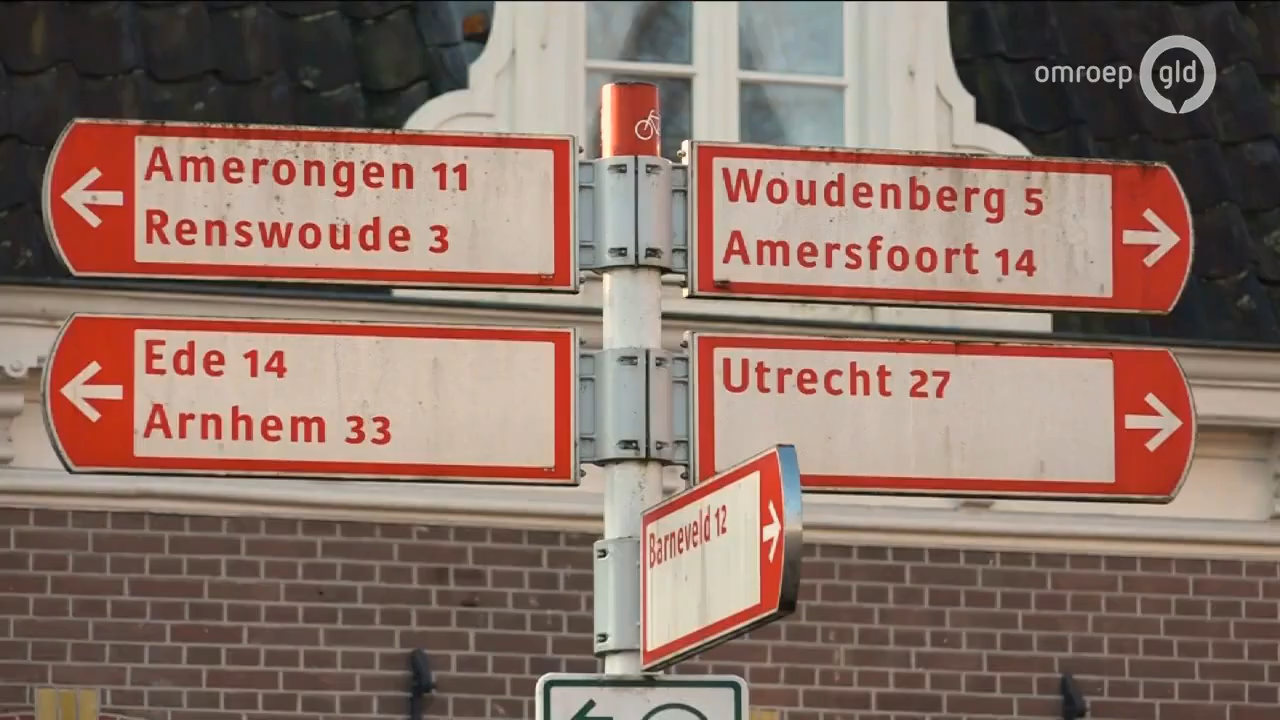 omroep gld
Amerongen 11
Renswoude 3
Woudenberg 5
Amersfoort 14
Ede 14
Arnhem 33
Utrecht 27
Barneveld 12